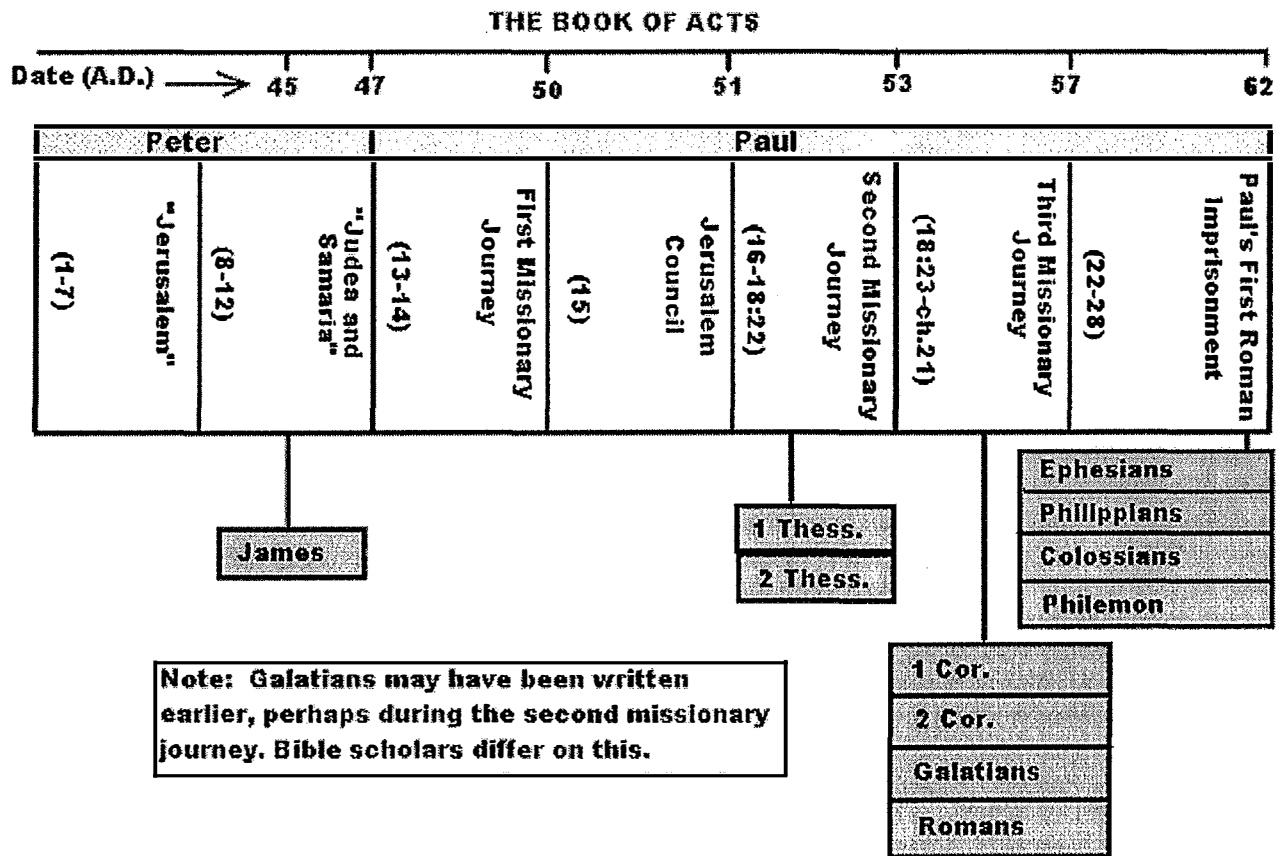 THE BOOK OF ACTS
Date (A.D.)
45
47
50
51
53
57
62
Peter
Paul
"Jerusalem"
(1-7)
"Judea and
Samaria"
(8-12)
First Missionary
Journey
(13-14)
Jerusalem
Council
(15)
Second Missionary
Journey
(16-18:22)
Third Missionary
Journey
(18:23-ch.21)
Paul's First Roman
Imprisonment
(22-28)
James
1 Thess.
2 Thess.
Ephesians
Philippians
Colossians
Philemon
1 Cor.
2 Cor.
Galatians
Romans
Note: Galatians may have been written
earlier, perhaps during the second missionary
journey. Bible scholars differ on this.